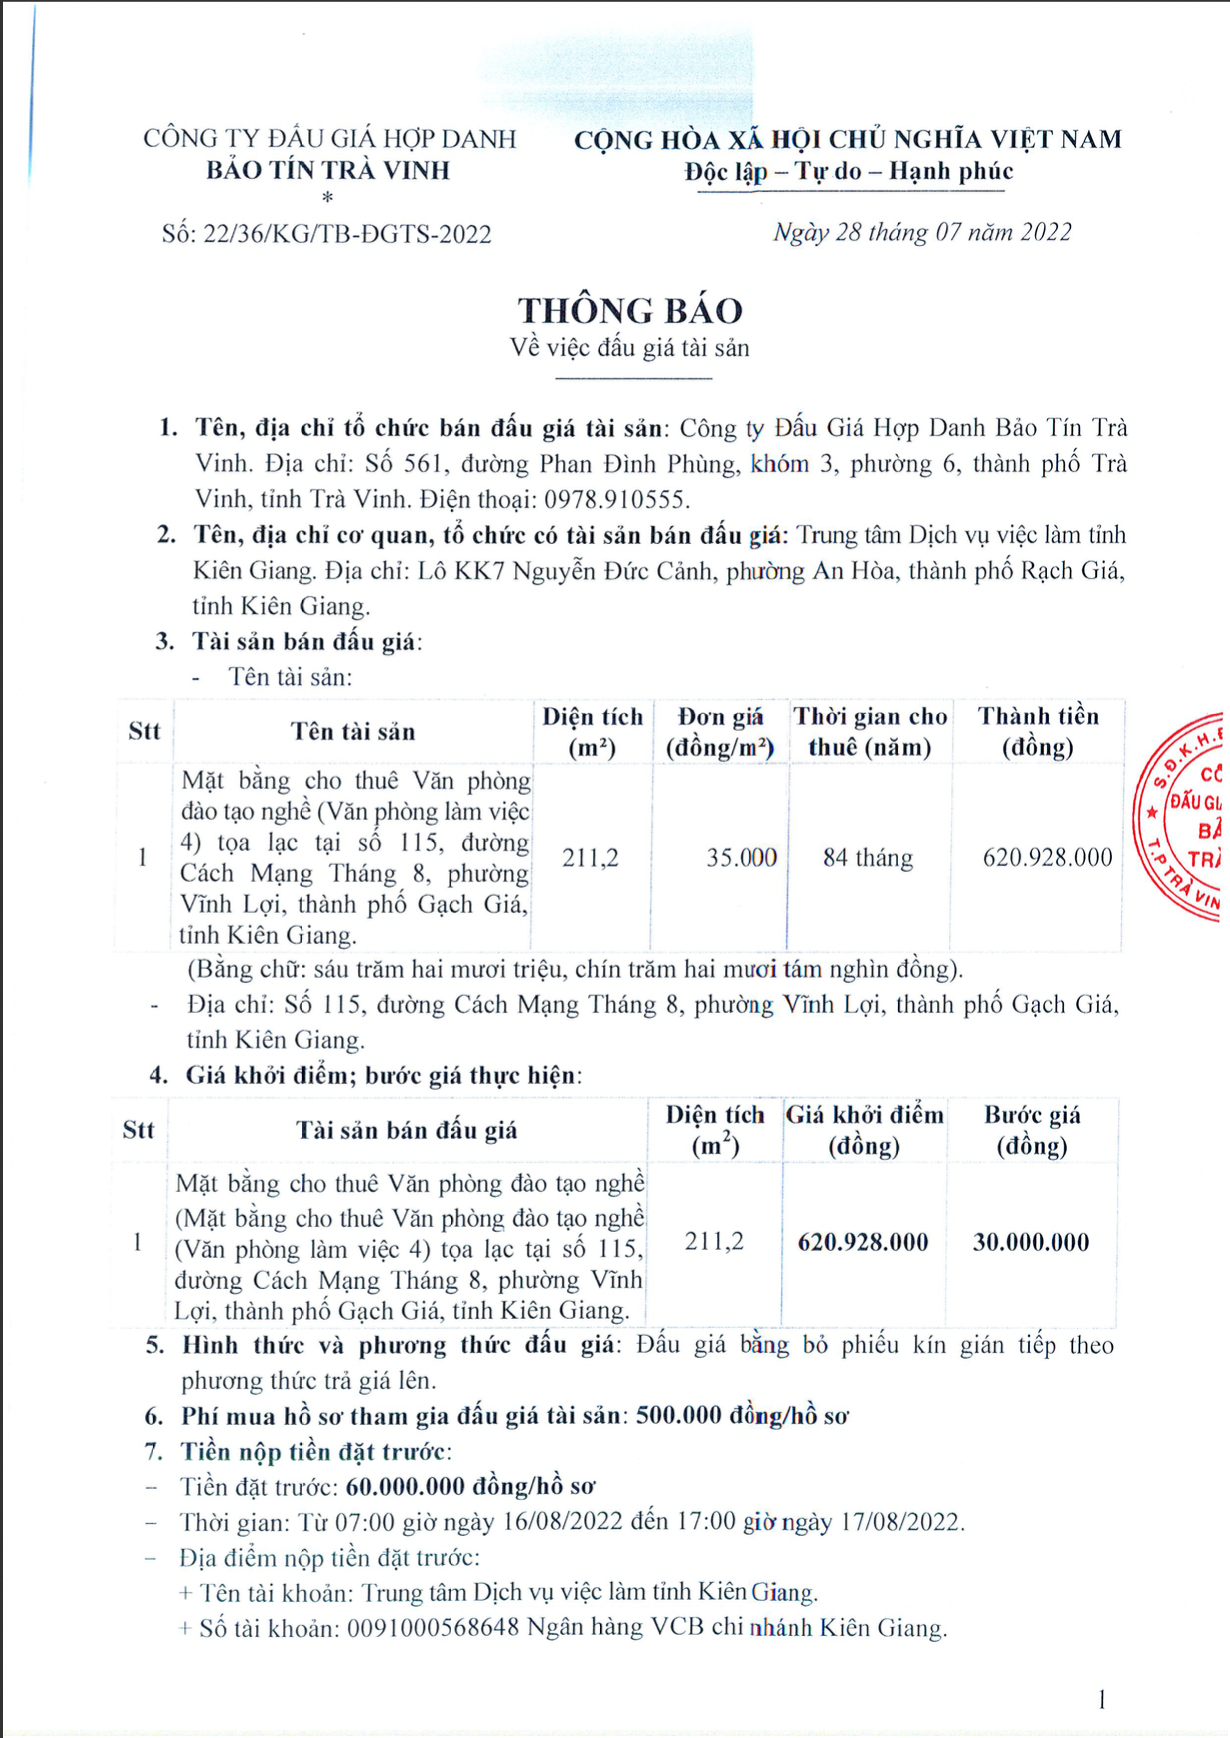 CÔNG TY ĐẤU GIÁ HỢP DANH
BẢO TÍN TRÀ VINH
*
Số: 22/36/KG/TB-ĐGTS-2022
CỘNG HÒA XÃ HỘI CHỦ NGHĨA VIỆT NAM
Độc lập – Tự do – Hạnh phúc
Ngày 28 tháng 07 năm 2022
THÔNG BÁO
Về việc đấu giá tài sản
1. Tên, địa chỉ tổ chức bán đấu giá tài sản: Công ty Đấu Giá Hợp Danh Bảo Tín Trà
Vinh. Địa chỉ: Số 561, đường Phan Đình Phùng, khóm 3, phường 6, thành phố Trà
Vinh, tỉnh Trà Vinh. Điện thoại: 0978.910555.
2. Tên, địa chỉ cơ quan, tổ chức có tài sản bán đấu giá: Trung tâm Dịch vụ việc làm tỉnh
Kiên Giang. Địa chỉ: Lô KK7 Nguyễn Đức Cảnh, phường An Hòa, thành phố Rạch Giá,
tỉnh Kiên Giang.
3. Tài sản bán đấu giá:
- Tên tài sản:
Stt
Tên tài sản
Diện tích
(m²)
Đơn giá
(đồng/m²)
Thời gian cho
thuê (năm)
Thành tiền
(đồng)
1
Mặt bằng cho thuê Văn phòng
đào tạo nghề (Văn phòng làm việc
4) tọa lạc tại số 115, đường
Cách Mạng Tháng 8, phường
Vĩnh Lợi, thành phố Gạch Giá,
tỉnh Kiên Giang.
211,2
35.000
84 tháng
620.928.000
(Bằng chữ: sáu trăm hai mươi triệu, chín trăm hai mươi tám nghìn đồng).
- Địa chỉ: Số 115, đường Cách Mạng Tháng 8, phường Vĩnh Lợi, thành phố Gạch Giá,
tỉnh Kiên Giang.
4. Giá khởi điểm; bước giá thực hiện:
Stt
Tài sản bán đấu giá
Diện tích
(m²)
Giá khởi điểm
(đồng)
Bước giá
(đồng)
1
Mặt bằng cho thuê Văn phòng đào tạo nghề
(Mặt bằng cho thuê Văn phòng đào tạo nghề
(Văn phòng làm việc 4) tọa lạc tại số 115,
đường Cách Mạng Tháng 8, phường Vĩnh
Lợi, thành phố Gạch Giá, tỉnh Kiên Giang.
211,2
620.928.000
30.000.000
5. Hình thức và phương thức đấu giá: Đấu giá bằng bỏ phiếu kín gián tiếp theo
phương thức trả giá lên.
6. Phí mua hồ sơ tham gia đấu giá tài sản: 500.000 đồng/hồ sơ
7. Tiền nộp tiền đặt trước:
– Tiền đặt trước: 60.000.000 đồng/hồ sơ
– Thời gian: Từ 07:00 giờ ngày 16/08/2022 đến 17:00 giờ ngày 17/08/2022.
– Địa điểm nộp tiền đặt trước:
+ Tên tài khoản: Trung tâm Dịch vụ việc làm tỉnh Kiên Giang.
+ Số tài khoản: 0091000568648 Ngân hàng VCB chi nhánh Kiên Giang.
S.Đ.K.H.Đ
CÔ
ĐẤU GI
BẢ
TRÀ
T.P TRÀ VIN
1